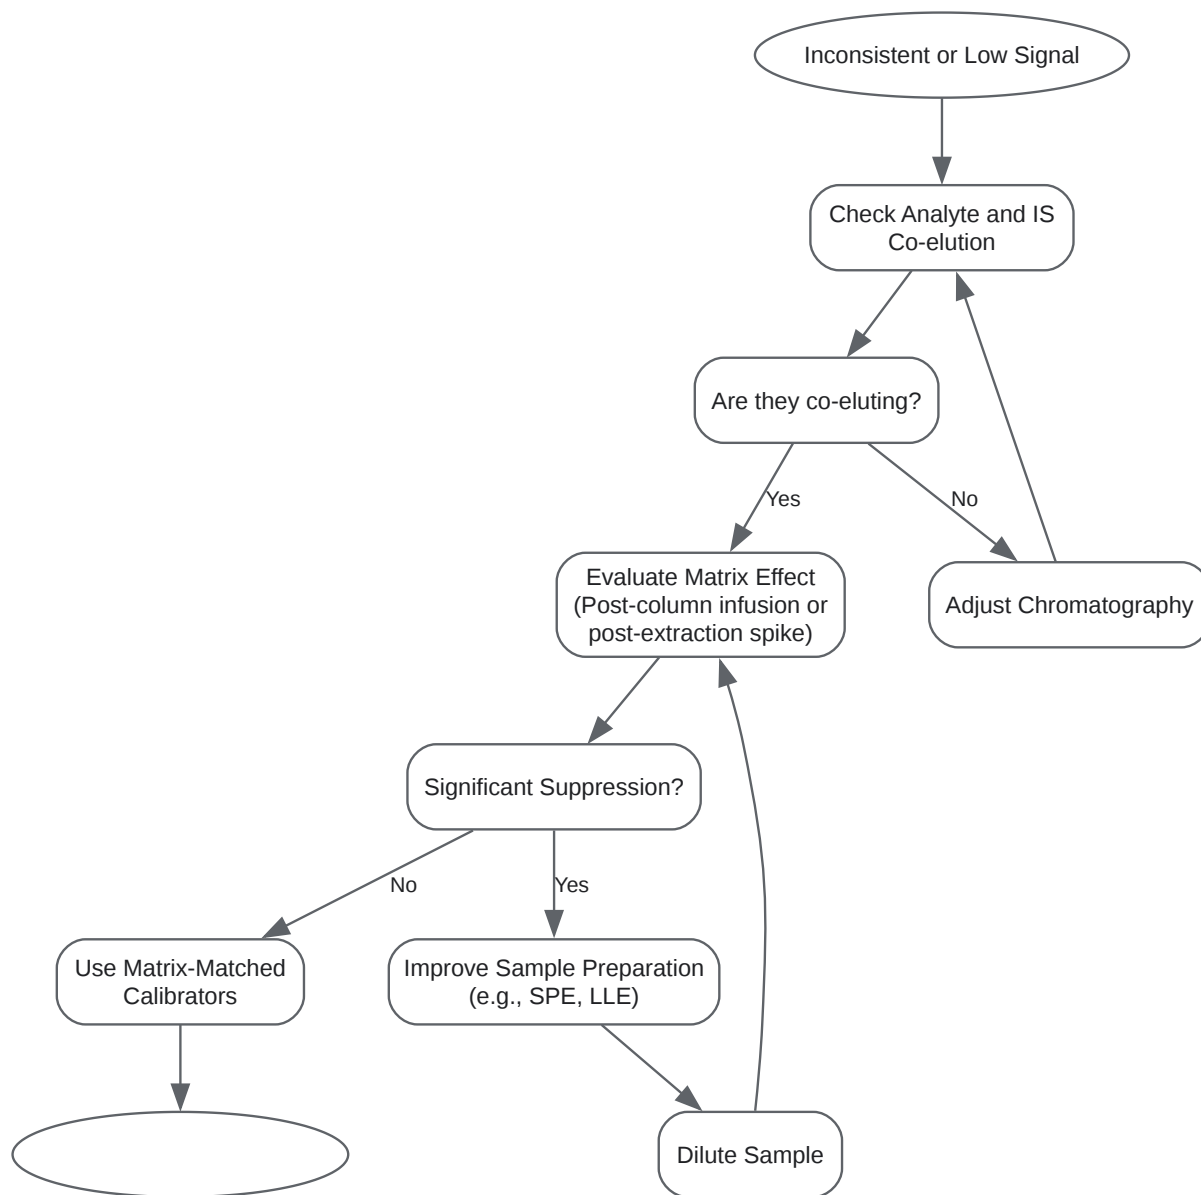 Inconsistent or Low Signal
Check Analyte and IS
Co-elution
Are they co-eluting?
Yes
No
Evaluate Matrix Effect
(Post-column infusion or
post-extraction spike)
Adjust Chromatography
Significant Suppression?
No
Yes
Use Matrix-Matched
Calibrators
Improve Sample Preparation
(e.g., SPE, LLE)
Dilute Sample